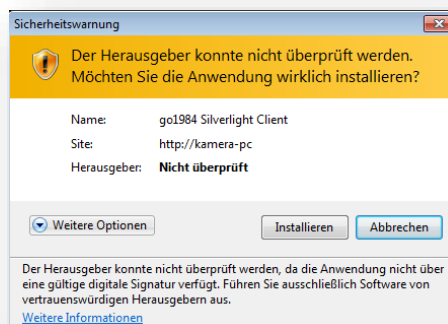 Sicherheitswarnung
Der Herausgeber konnte nicht überprüft werden.
Möchten Sie die Anwendung wirklich installieren?
Name: go1984 Silverlight Client
Site: http://kamera-pc
Herausgeber: Nicht überprüft
Weitere Optionen Installieren Abbrechen
Der Herausgeber konnte nicht überprüft werden, da die Anwendung nicht über
eine gültige digitale Signatur verfügt. Führen Sie ausschließlich Software von
vertrauenswürdigen Herausgebern aus.
Weitere Informationen